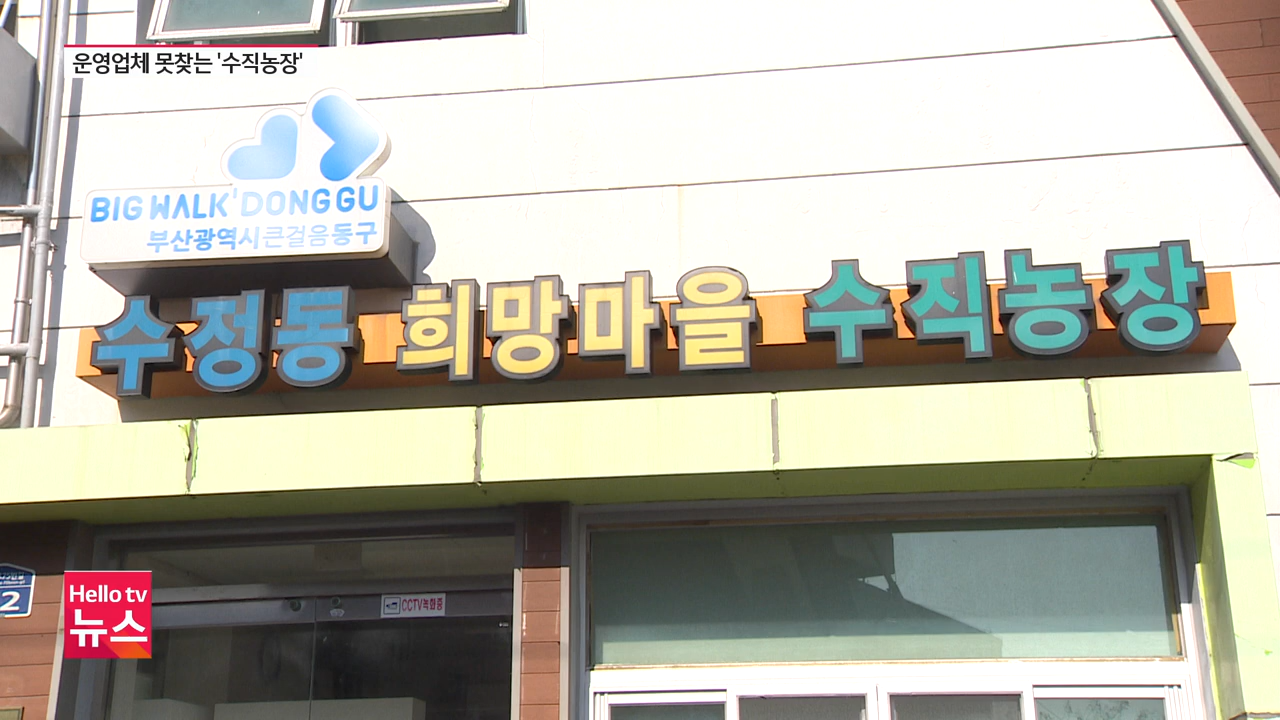 운영업체 못찾는 '수직농장'
BIG WALK' DONG GU
부산광역시큰걸음동구
수정동 희망마을 수직농장
CCTV녹화중
2
Hello tv
뉴스